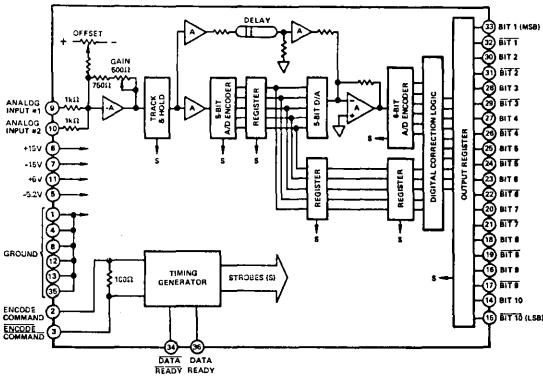 OFFSET
+
−
GAIN
500Ω
750Ω
DELAY
A
A
-A
A
A
−
+
ANALOG
INPUT #1
9
1kΩ
ANALOG
INPUT #2
10
1kΩ
+15V
6
-15V
7
+5V
11
-5.2V
5
GROUND
1
4
8
12
13
35
ENCODE
COMMAND
2
ENCODE
COMMAND
3
100Ω
TRACK
& HOLD
S
A/D ENCODER
S
REGISTER
S
5-BIT D/A
6-BIT
A/D ENCODER
S
REGISTER
S
REGISTER
S
DIGITAL CORRECTION LOGIC
OUTPUT REGISTER
S
TIMING
GENERATOR
STROBES (S)
34
36
DATA
READY
DATA
READY
33 BIT 1 (MSB)
32 BIT 1
30 BIT 2
31 BIT 2
28 BIT 3
29 BIT 3
27 BIT 4
26 BIT 4
25 BIT 5
24 BIT 5
23 BIT 6
22 BIT 6
20 BIT 7
21 BIT 7
18 BIT 8
19 BIT 8
16 BIT 9
17 BIT 9
14 BIT 10
15 BIT 10 (LSB)